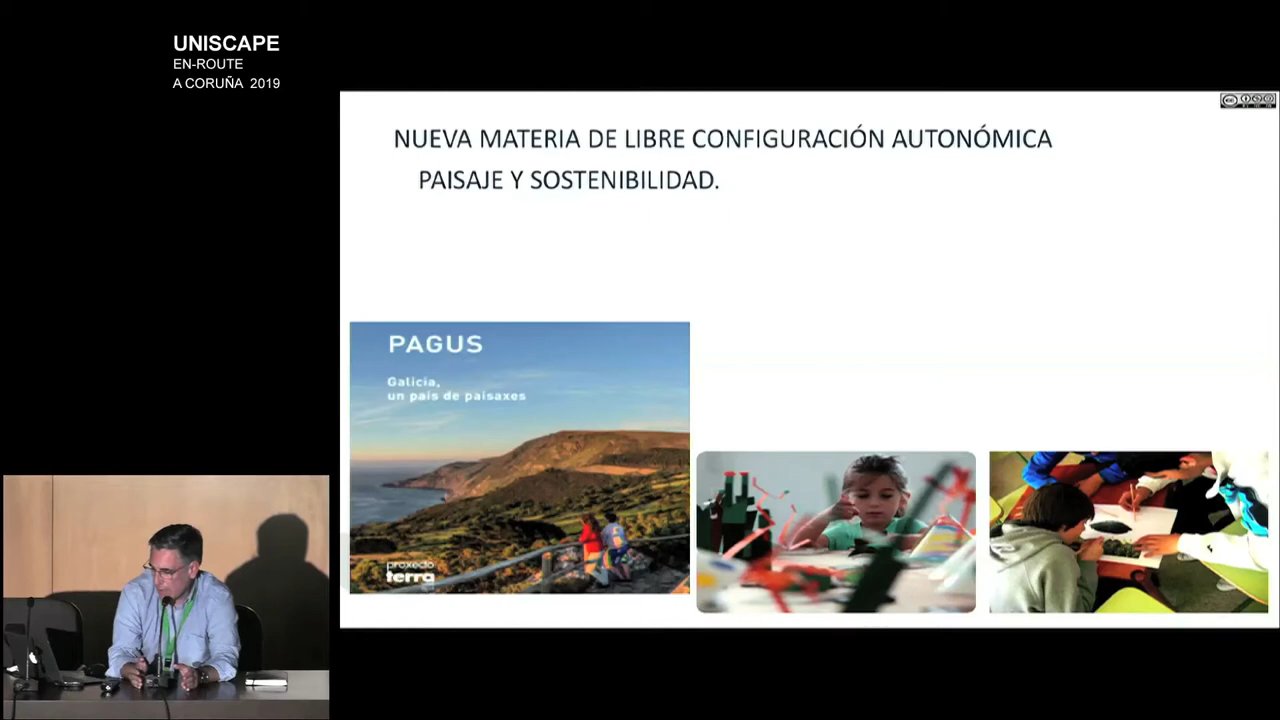 UNISCAPE
EN-ROUTE
A CORUÑA 2019
NUEVA MATERIA DE LIBRE CONFIGURACIÓN AUTONÓMICA
PAISAJE Y SOSTENIBILIDAD.
PAGUS
Galicia,
un país de paisaxes
proxecto
terra